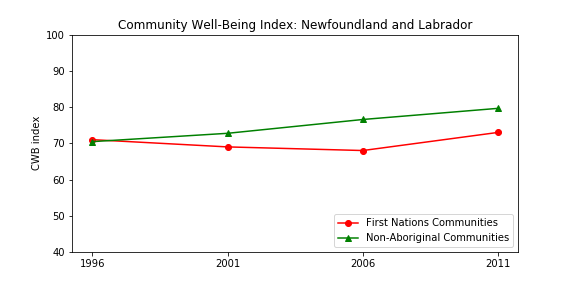 Community Well-Being Index: Newfoundland and Labrador
100
90
80
70
60
50
40
CWB index
1996 2001 2006 2011
First Nations Communities
Non-Aboriginal Communities